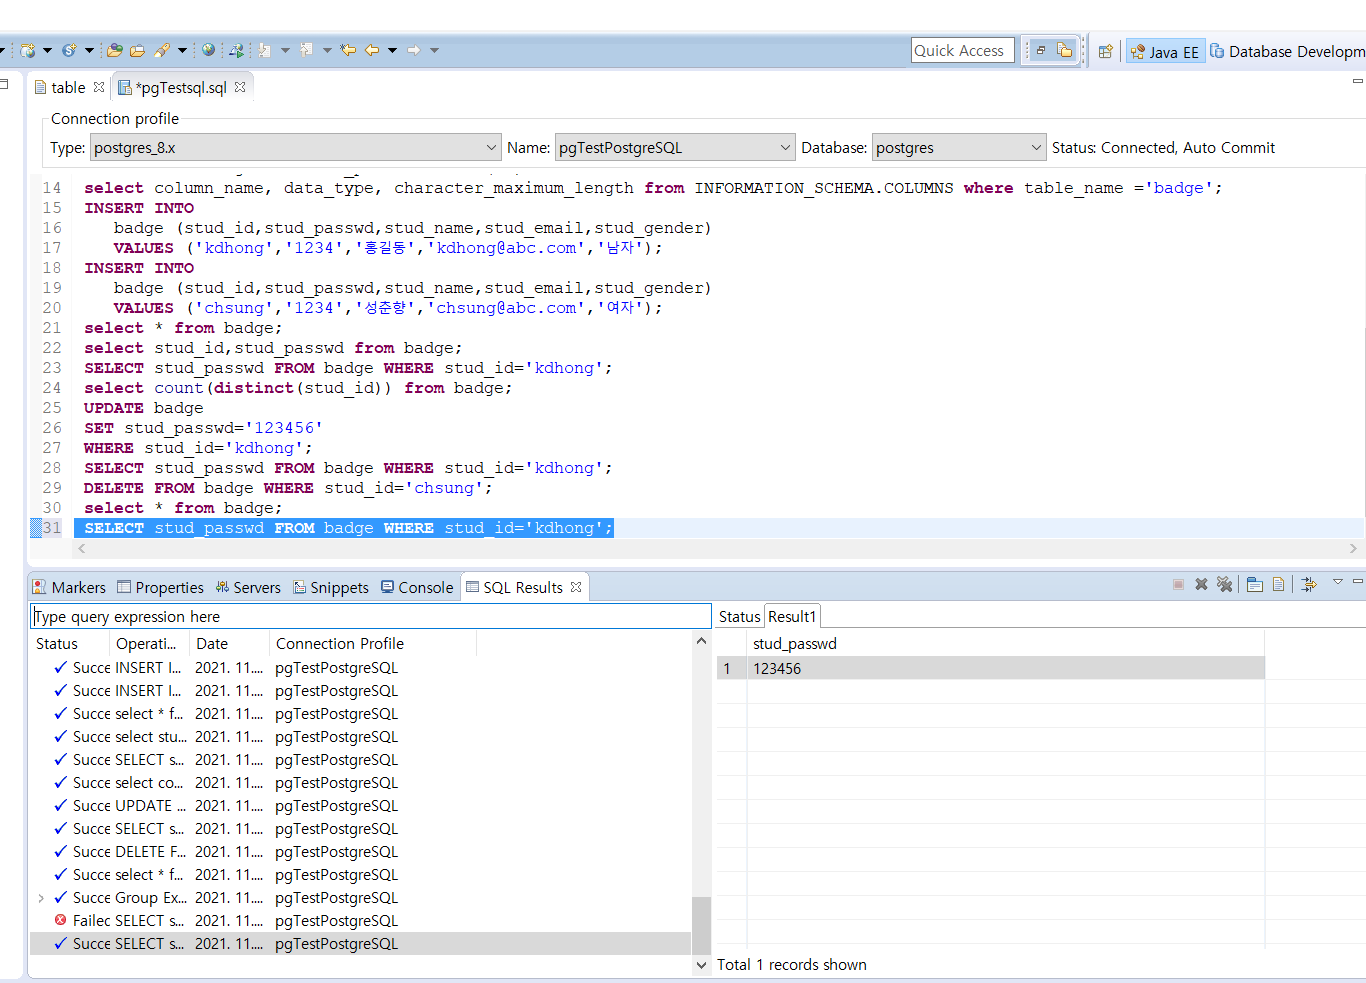 Quick Access
Java EE
Database Developm
table
*pgTestsql.sql
Connection profile
Type: postgres_8.x Name: pgTestPostgreSQL Database: postgres Status: Connected, Auto Commit
14 select column_name, data_type, character_maximum_length from INFORMATION_SCHEMA.COLUMNS where table_name ='badge';
15 INSERT INTO
16 badge (stud_id,stud_passwd,stud_name,stud_email,stud_gender)
17 VALUES ('kdhong','1234','홍길동','kdhong@abc.com','남자');
18 INSERT INTO
19 badge (stud_id,stud_passwd,stud_name,stud_email,stud_gender)
20 VALUES ('chsung','1234','성춘향','chsung@abc.com','여자');
21 select * from badge;
22 select stud_id,stud_passwd from badge;
23 SELECT stud_passwd FROM badge WHERE stud_id='kdhong';
24 select count(distinct(stud_id)) from badge;
25 UPDATE badge
26 SET stud_passwd='123456'
27 WHERE stud_id='kdhong';
28 SELECT stud_passwd FROM badge WHERE stud_id='kdhong';
29 DELETE FROM badge WHERE stud_id='chsung';
30 select * from badge;
31 SELECT stud_passwd FROM badge WHERE stud_id='kdhong';
Markers Properties Servers Snippets Console SQL Results
Type query expression here
Status Operati... Date Connection Profile
Succe INSERT I... 2021. 11.... pgTestPostgreSQL
Succe INSERT I... 2021. 11.... pgTestPostgreSQL
Succe select * f... 2021. 11.... pgTestPostgreSQL
Succe select stu... 2021. 11.... pgTestPostgreSQL
Succe SELECT s... 2021. 11.... pgTestPostgreSQL
Succe select co... 2021. 11.... pgTestPostgreSQL
Succe UPDATE ... 2021. 11.... pgTestPostgreSQL
Succe SELECT s... 2021. 11.... pgTestPostgreSQL
Succe DELETE F... 2021. 11.... pgTestPostgreSQL
Succe select * f... 2021. 11.... pgTestPostgreSQL
Succe Group Ex... 2021. 11.... pgTestPostgreSQL
Failec SELECT s... 2021. 11.... pgTestPostgreSQL
Succe SELECT s... 2021. 11.... pgTestPostgreSQL
Status Result1
stud_passwd
1 123456
Total 1 records shown